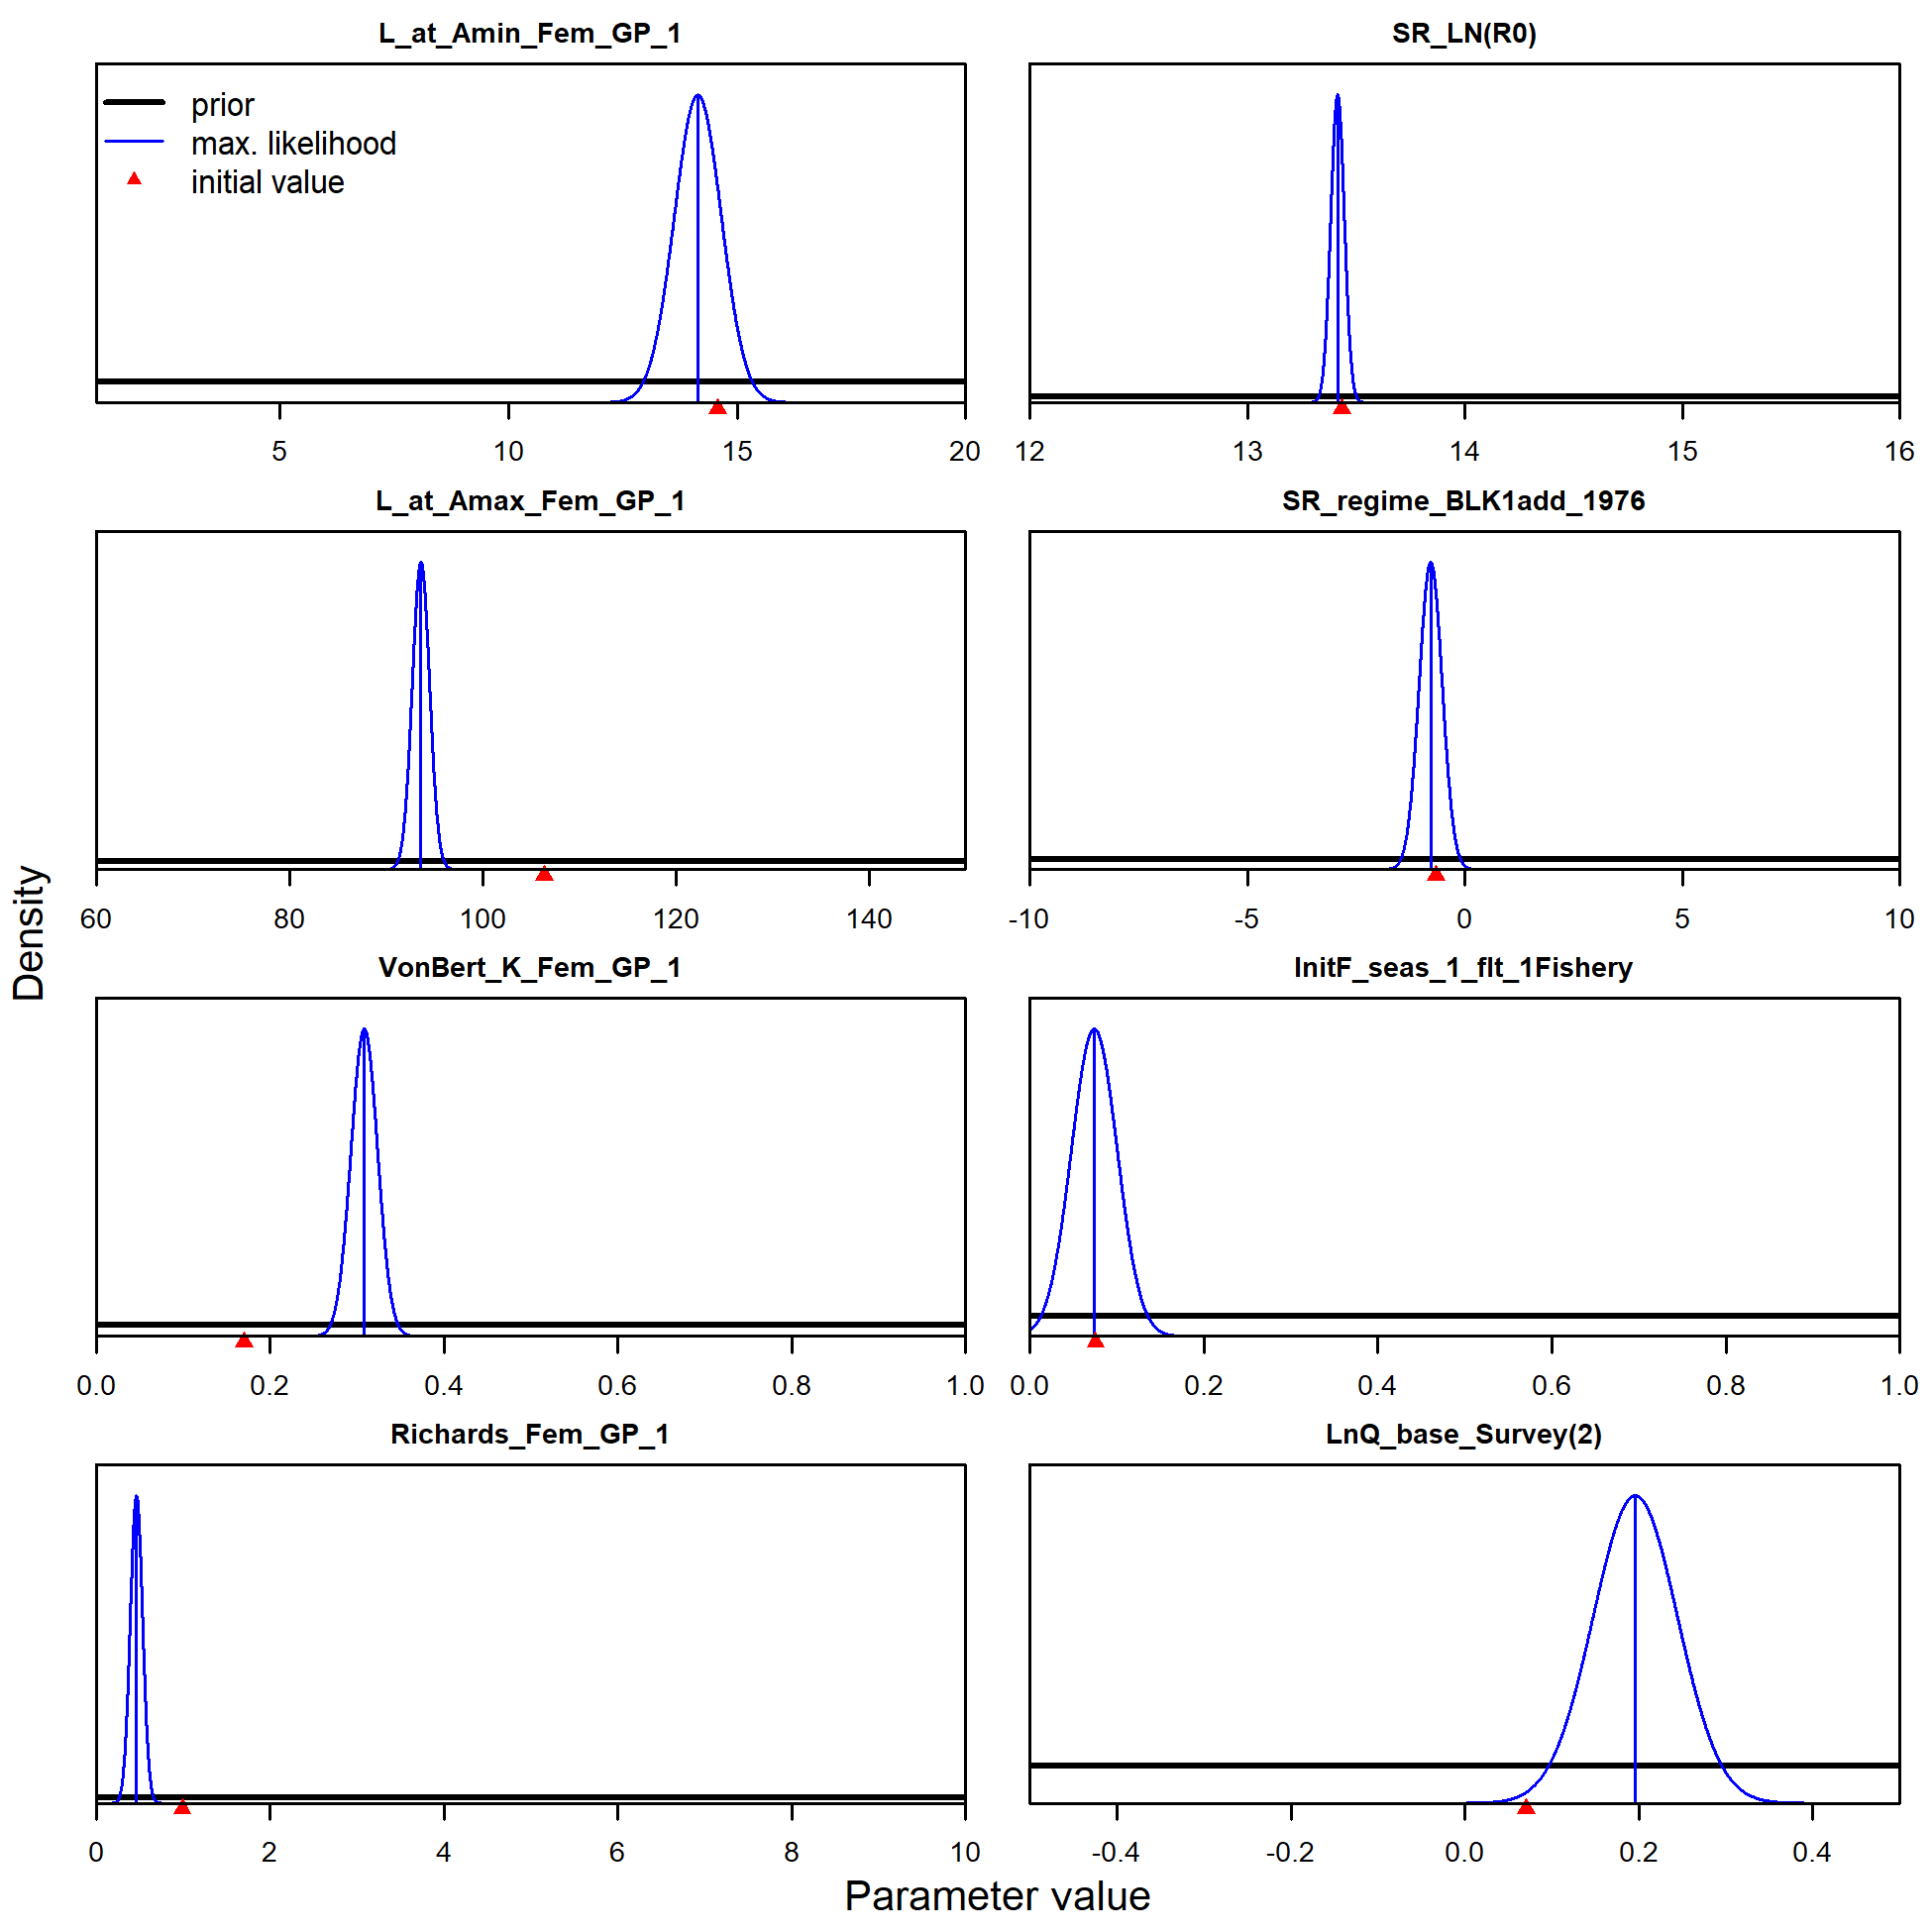 L_at_Amin_Fem_GP_1
prior
max. likelihood
initial value
5 10 15 20
SR_LN(R0)
12 13 14 15 16
L_at_Amax_Fem_GP_1
60 80 100 120 140
SR_regime_BLK1add_1976
-10 -5 0 5 10
VonBert_K_Fem_GP_1
0.0 0.2 0.4 0.6 0.8 1.0
InitF_seas_1_flt_1Fishery
0.0 0.2 0.4 0.6 0.8 1.0
Richards_Fem_GP_1
0 2 4 6 8 10
LnQ_base_Survey(2)
-0.4 -0.2 0.0 0.2 0.4
Density
Parameter value